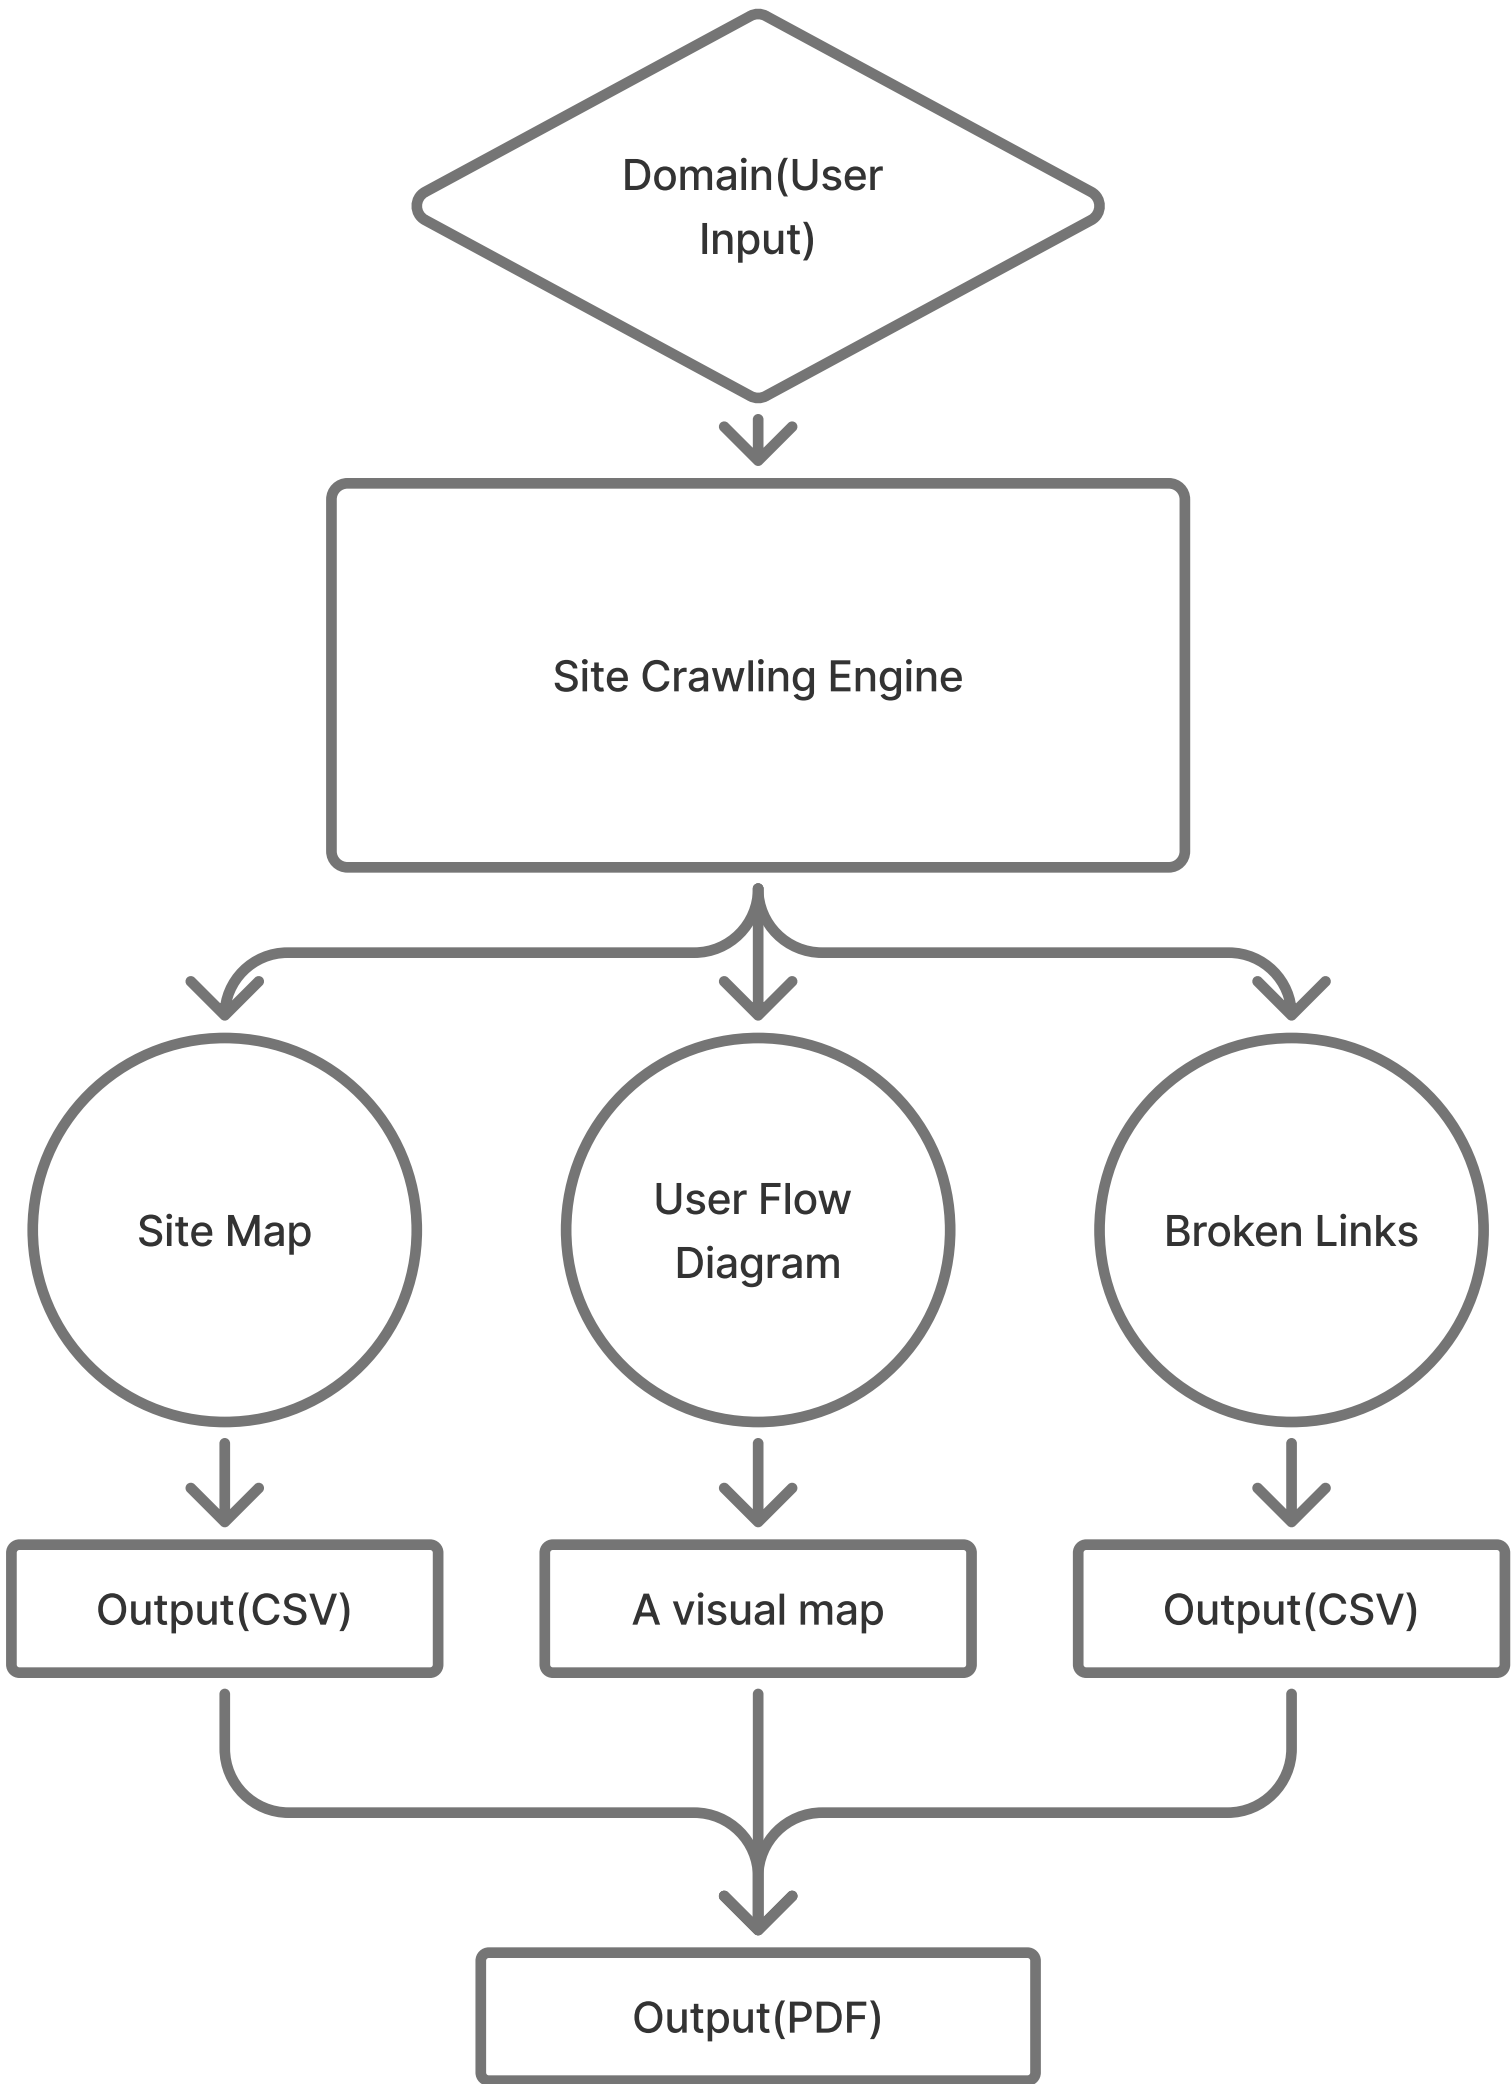 Domain(User
Input)
Site Crawling Engine
Site Map
User Flow
Diagram
Broken Links
Output(CSV)
A visual map
Output(CSV)
Output(PDF)